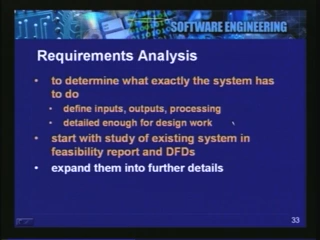 SOFTWARE ENGINEERING
Requirements Analysis
• to determine what exactly the system has
to do
• define inputs, outputs, processing
• detailed enough for design work
• start with study of existing system in
feasibility report and DFDs
• expand them into further details
33